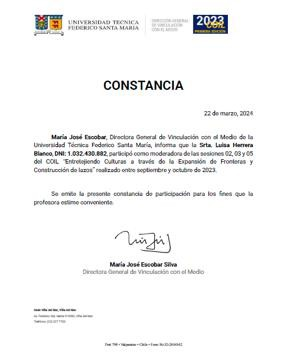 UNIVERSIDAD TECNICA
FEDERICO SANTA MARIA
DIRECCIÓN GENERAL
DE VINCULACIÓN
CON EL MEDIO
2023
COIL
PRIMERA EDICIÓN
CONSTANCIA
22 de marzo, 2024
María José Escobar, Directora General de Vinculación con el Medio de la
Universidad Técnica Federico Santa María, informa que la Srta. Luisa Herrera
Blanco, DNI: 1.032.430.882, participó como moderadora de las sesiones 02, 03 y 05
del COIL "Entretejiendo Culturas a través de la Expansión de Fronteras y
Construcción de lazos" realizado entre septiembre y octubre de 2023.
Se emite la presente constancia de participación para los fines que la
profesora estime conveniente.
María José Escobar Silva
Directora General de Vinculación con el Medio